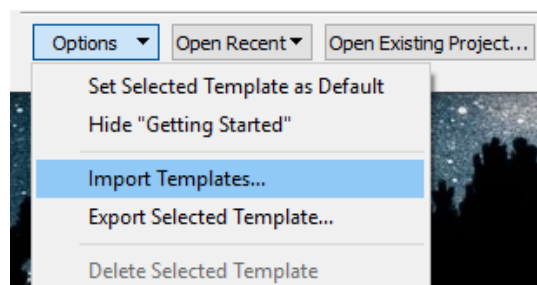 Options Open Recent Open Existing Project...
Set Selected Template as Default
Hide "Getting Started"
Import Templates...
Export Selected Template...
Delete Selected Template